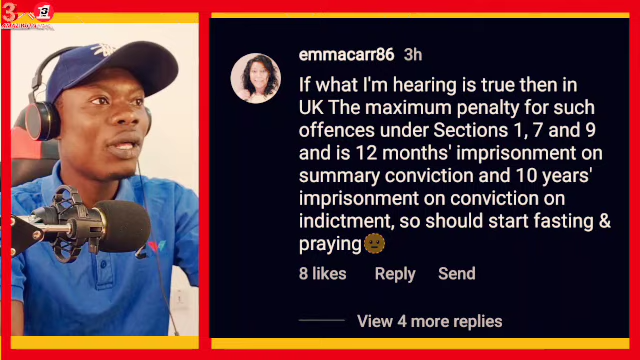 3
3
emmacarr86 3h
If what I'm hearing is true then in
UK The maximum penalty for such
offences under Sections 1, 7 and 9
and is 12 months' imprisonment on
summary conviction and 10 years'
imprisonment on conviction on
indictment, so should start fasting &
praying
8 likes Reply Send
View 4 more replies